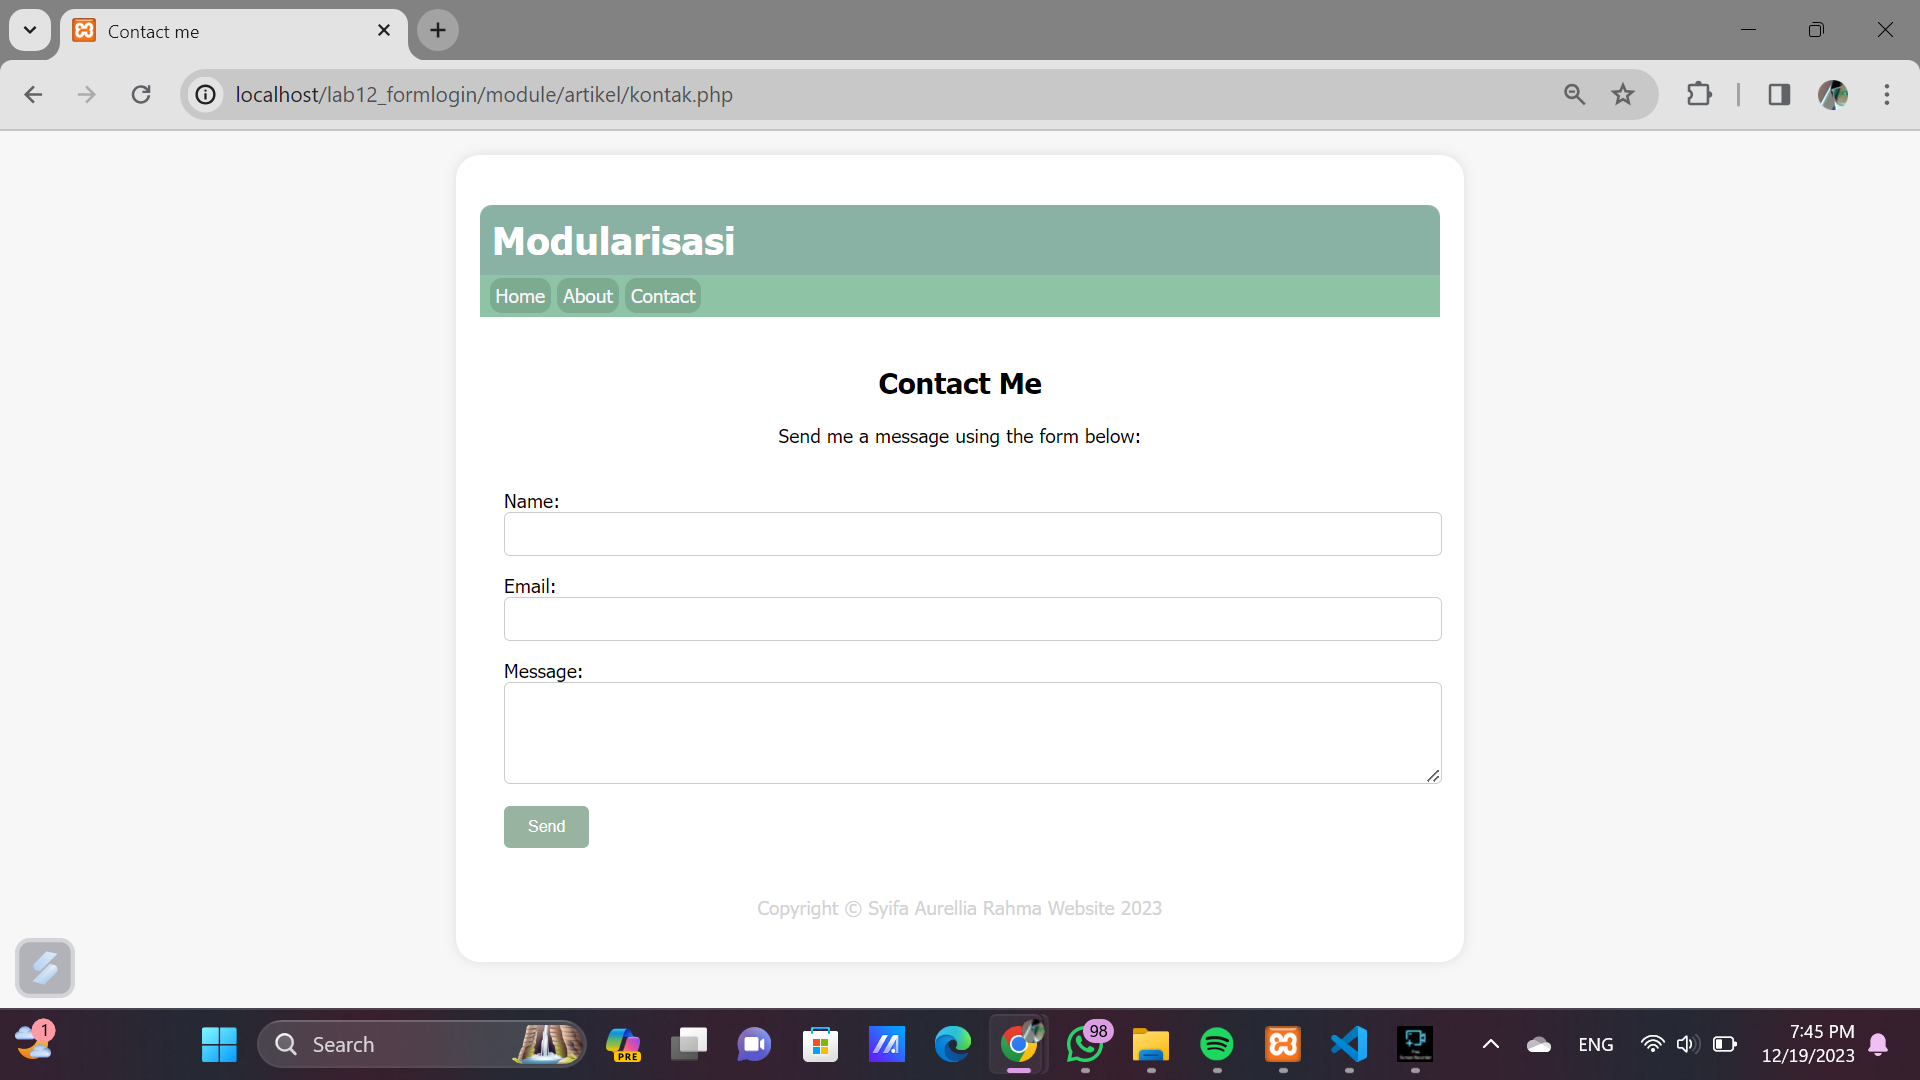 Contact me
localhost/lab12_formlogin/module/artikel/kontak.php
Modularisasi
Home About Contact
Contact Me
Send me a message using the form below:
Name:
Email:
Message:
Send
Copyright © Syifa Aurellia Rahma Website 2023
1
Search
PRE
98
ENG
7:45 PM
12/19/2023